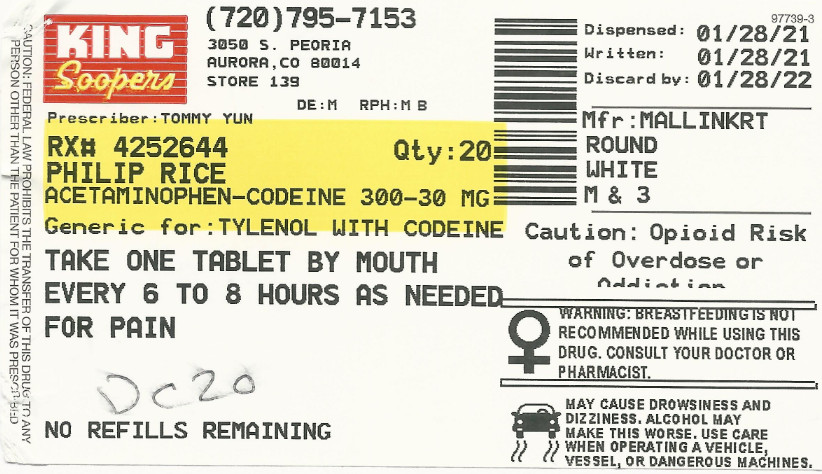 KING
Soopers
(720)795-7153
3050 S. PEORIA
AURORA,CO 80014
STORE 139
DE:M RPH:M B
Prescriber:TOMMY YUN
RX# 4252644 Qty:20
PHILIP RICE
ACETAMINOPHEN-CODEINE 300-30 MG
Generic for:TYLENOL WITH CODEINE
TAKE ONE TABLET BY MOUTH
EVERY 6 TO 8 HOURS AS NEEDED
FOR PAIN
DC20
NO REFILLS REMAINING
97739-3
Dispensed: 01/28/21
Written: 01/28/21
Discard by: 01/28/22
Mfr:MALLINKRT
ROUND
WHITE
M & 3
Caution: Opioid Risk
of Overdose or
Addiction
WARNING: BREASTFEEDING IS NOT
RECOMMENDED WHILE USING THIS
DRUG. CONSULT YOUR DOCTOR OR
PHARMACIST.
MAY CAUSE DROWSINESS AND
DIZZINESS. ALCOHOL MAY
MAKE THIS WORSE. USE CARE
WHEN OPERATING A VEHICLE,
VESSEL, OR DANGEROUS MACHINES.
CAUTION: FEDERAL LAW PROHIBITS THE TRANSFER OF THIS DRUG TO ANY
PERSON OTHER THAN THE PATIENT FOR WHOM IT WAS PRESCRIBED